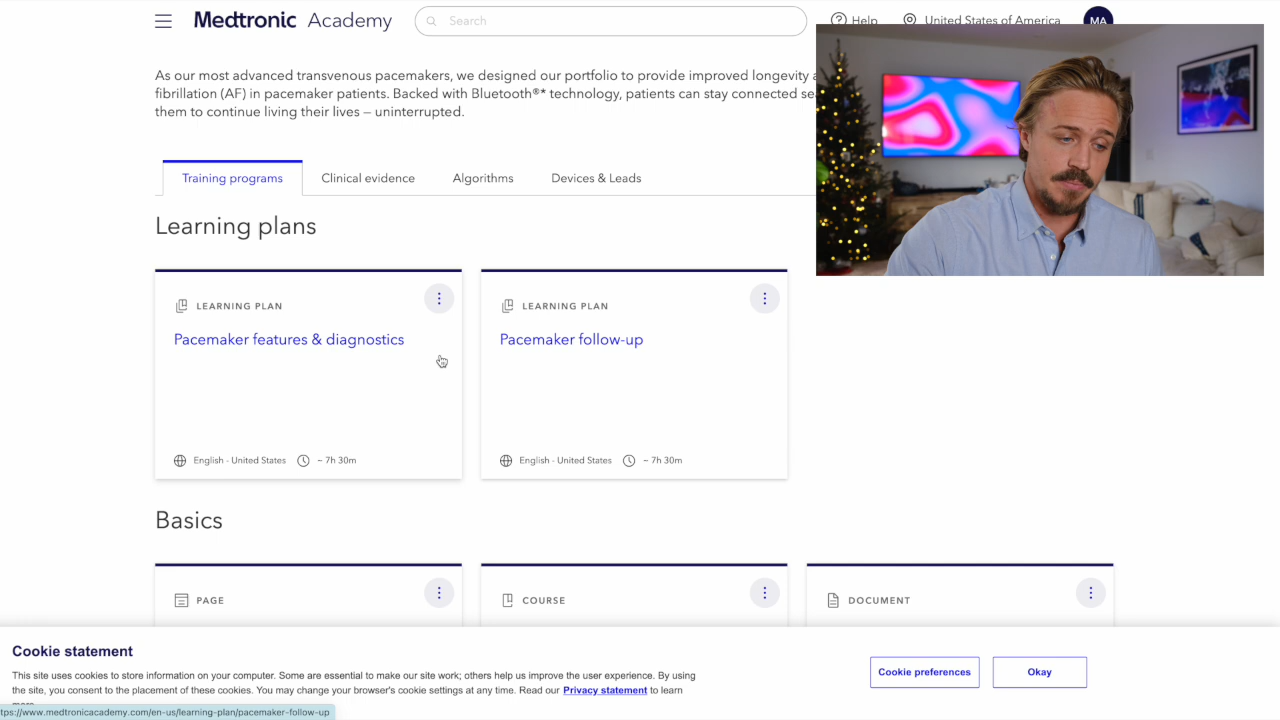 Medtronic Academy
Search
Help
United States of America
MA
As our most advanced transvenous pacemakers, we designed our portfolio to provide improved longevity
fibrillation (AF) in pacemaker patients. Backed with Bluetooth®* technology, patients can stay connected
them to continue living their lives – uninterrupted.
Training programs
Clinical evidence
Algorithms
Devices & Leads
Learning plans
LEARNING PLAN
Pacemaker features & diagnostics
English - United States
~ 7h 30m
LEARNING PLAN
Pacemaker follow-up
English - United States
~ 7h 30m
Basics
PAGE
COURSE
DOCUMENT
Cookie statement
This site uses cookies to store information on your computer. Some are essential to make our site work; others help us improve the user experience. By using
the site, you consent to the placement of these cookies. You may change your browser's cookie settings at any time. Read our Privacy statement to learn
Cookie preferences
Okay
tps://www.medtronicacademy.com/en-us/learning-plan/pacemaker-follow-up